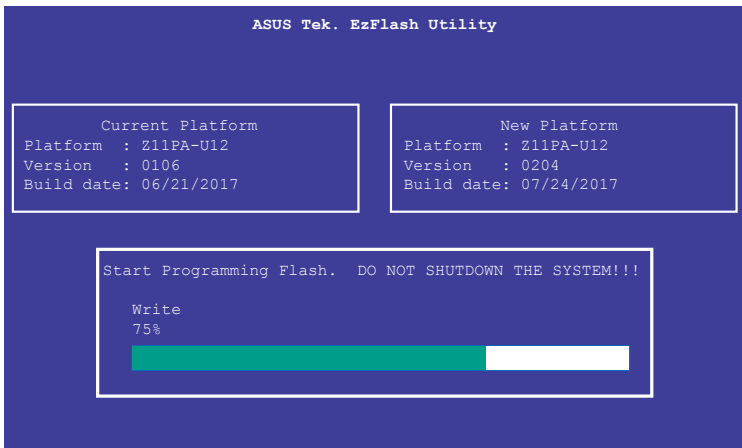 ASUS Tek. EzFlash Utility
Current Platform
Platform : Z11PA-U12
Version : 0106
Build date: 06/21/2017
New Platform
Platform : Z11PA-U12
Version : 0204
Build date: 07/24/2017
Start Programming Flash. DO NOT SHUTDOWN THE SYSTEM!!!
Write
75%